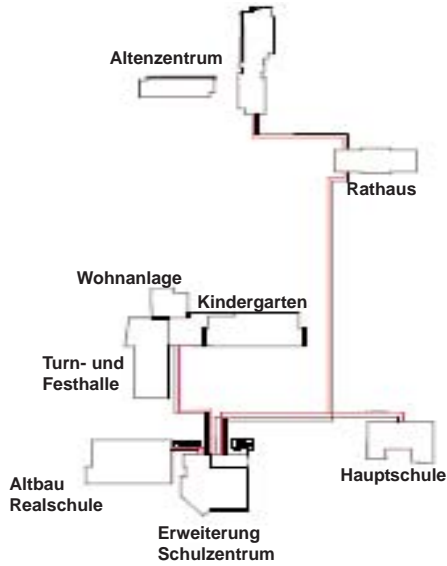 Altenzentrum
Rathaus
Wohnanlage
Kindergarten
Turn- und
Festhalle
Hauptschule
Altbau
Realschule
Erweiterung
Schulzentrum